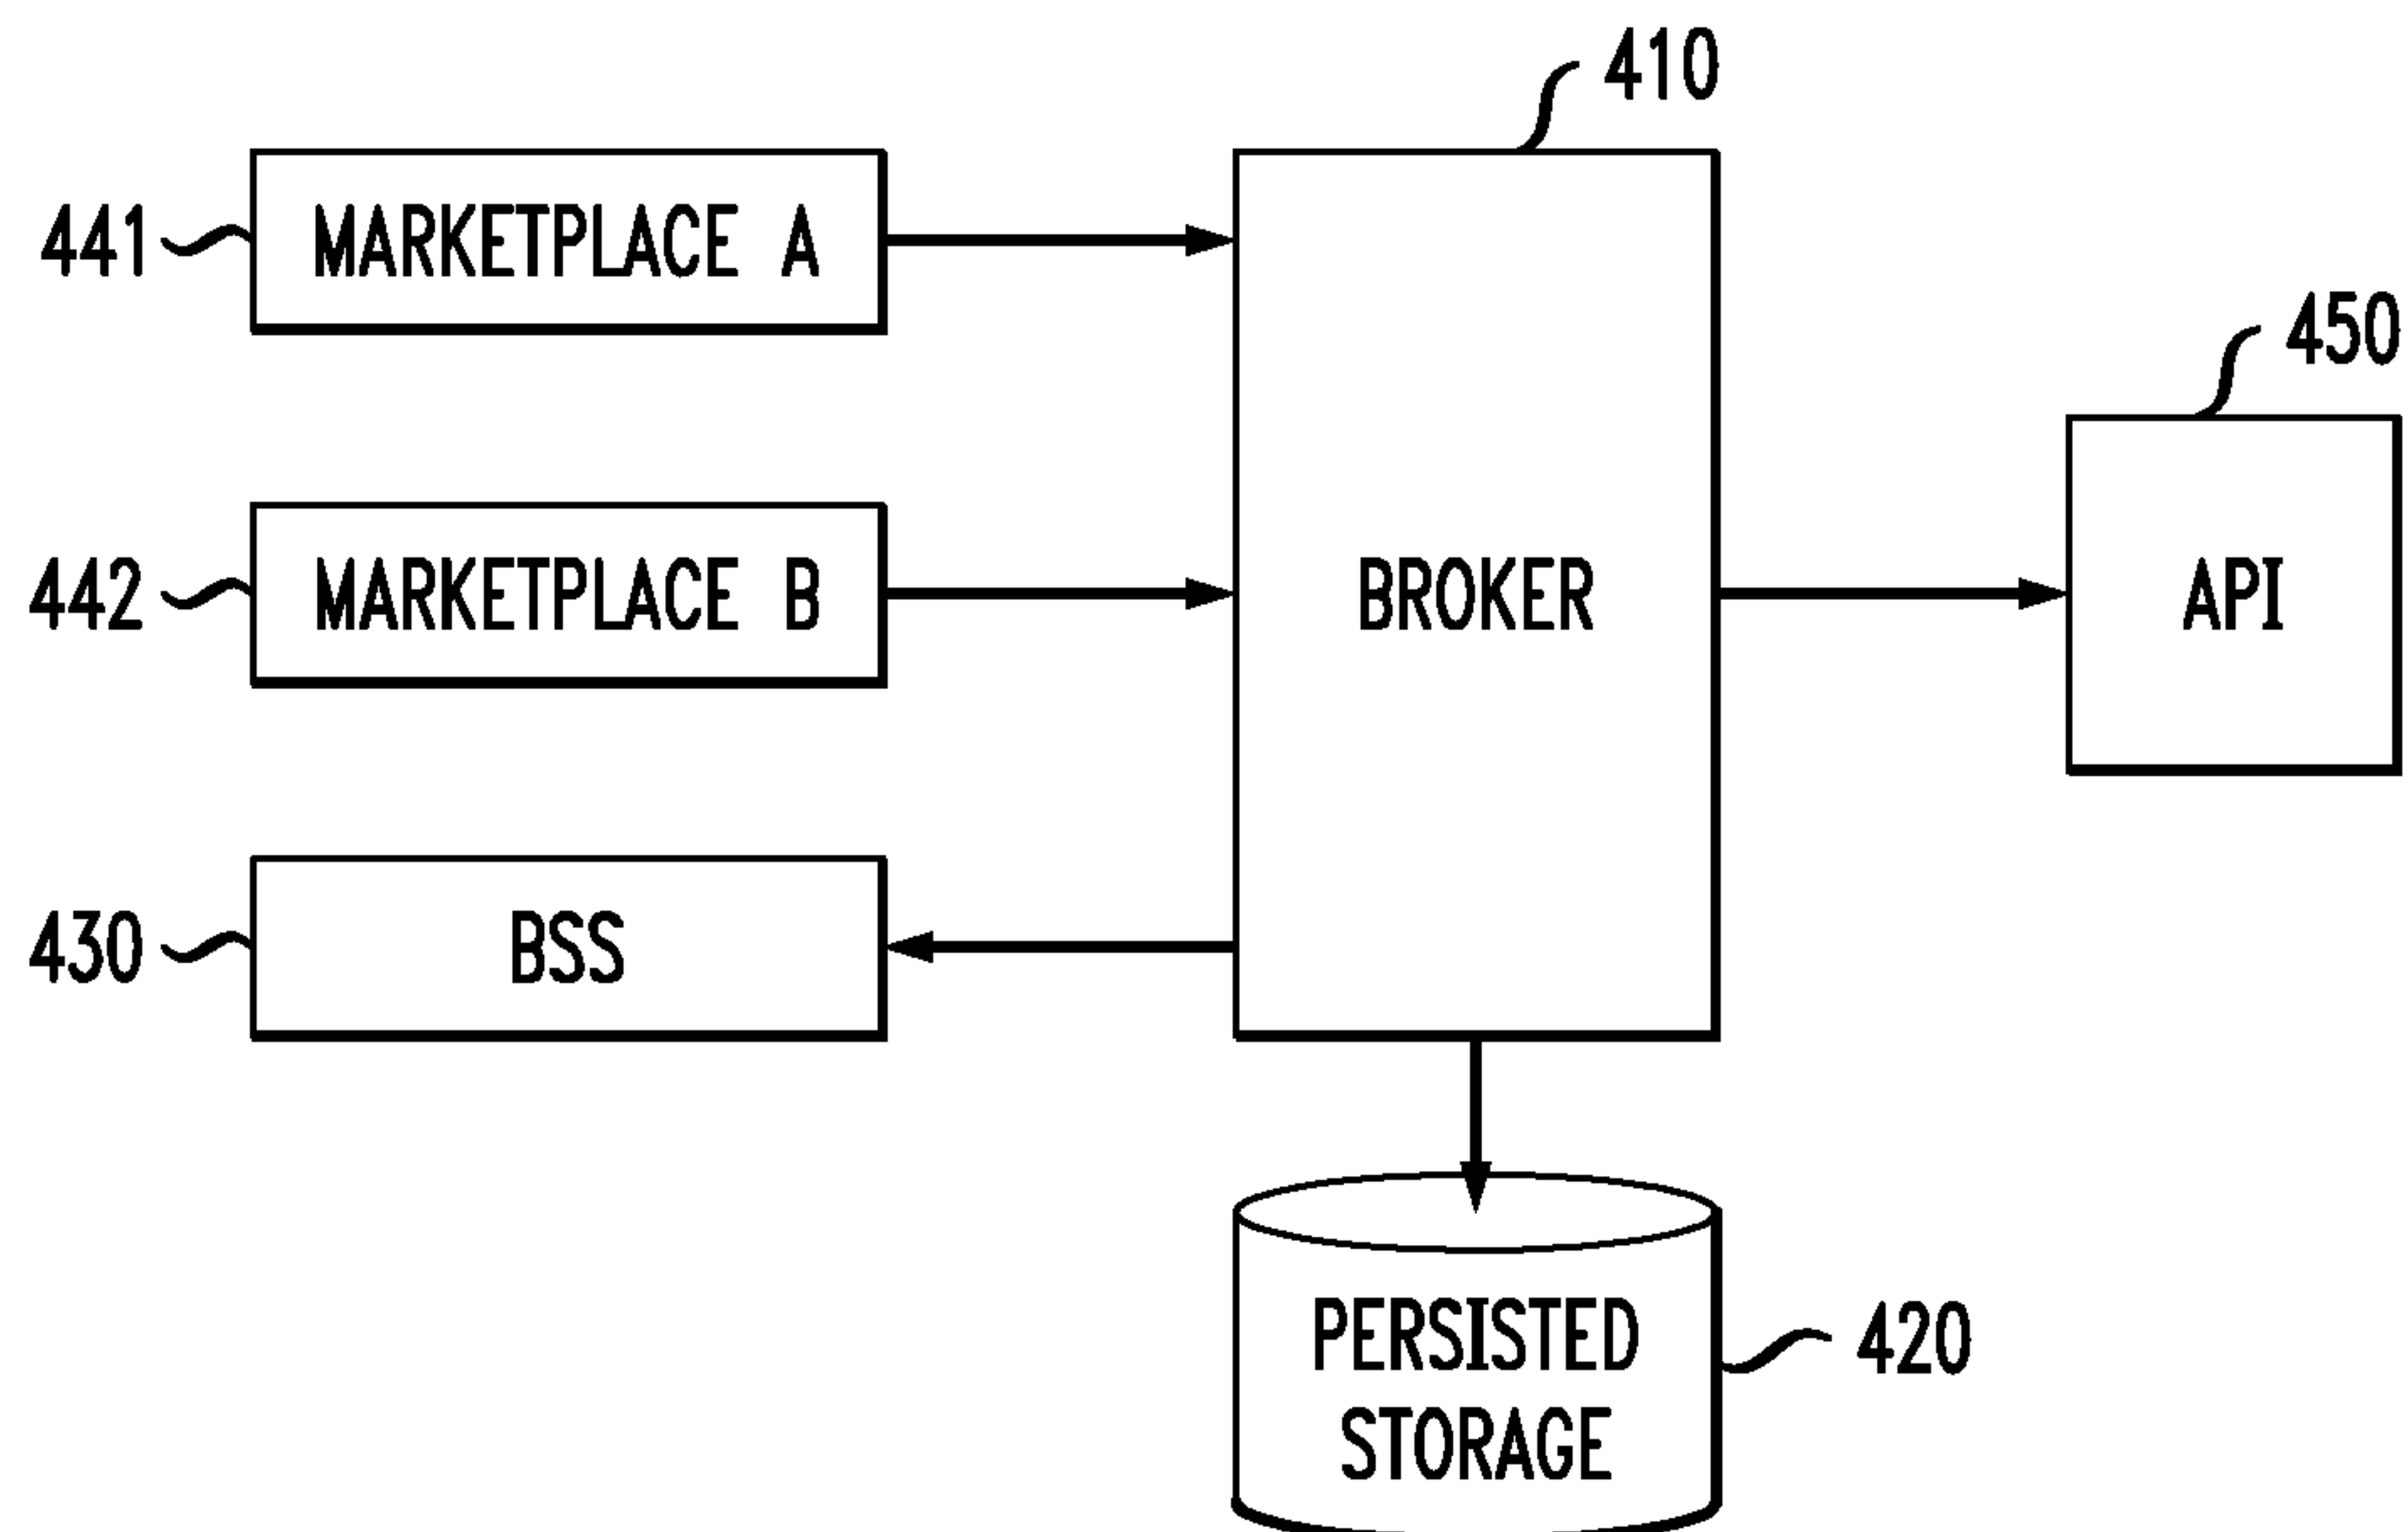 410
441
MARKETPLACE A
450
442
MARKETPLACE B
BROKER
API
430
BSS
PERSISTED
STORAGE
420